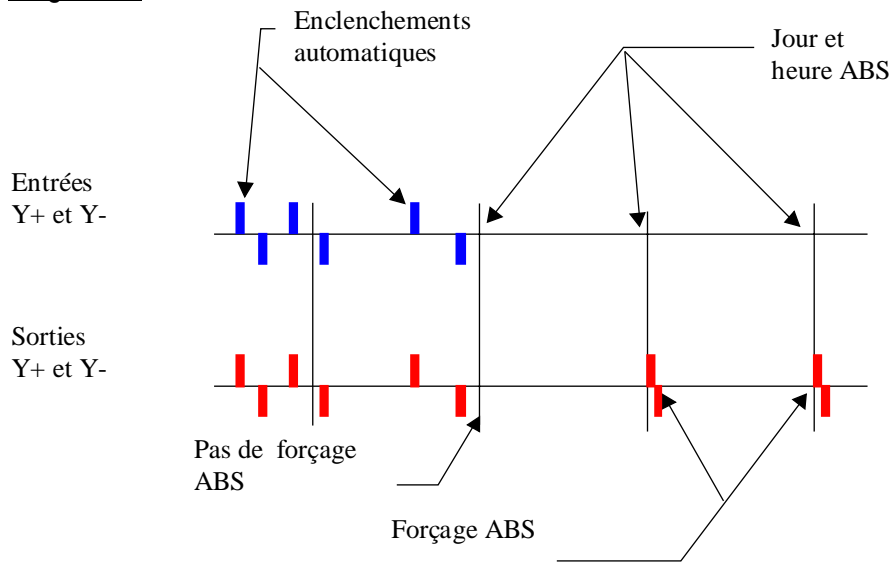 Enclenchements
automatiques
Jour et
heure ABS
Entrées
Y+ et Y-
Sorties
Y+ et Y-
Pas de forçage
ABS
Forçage ABS